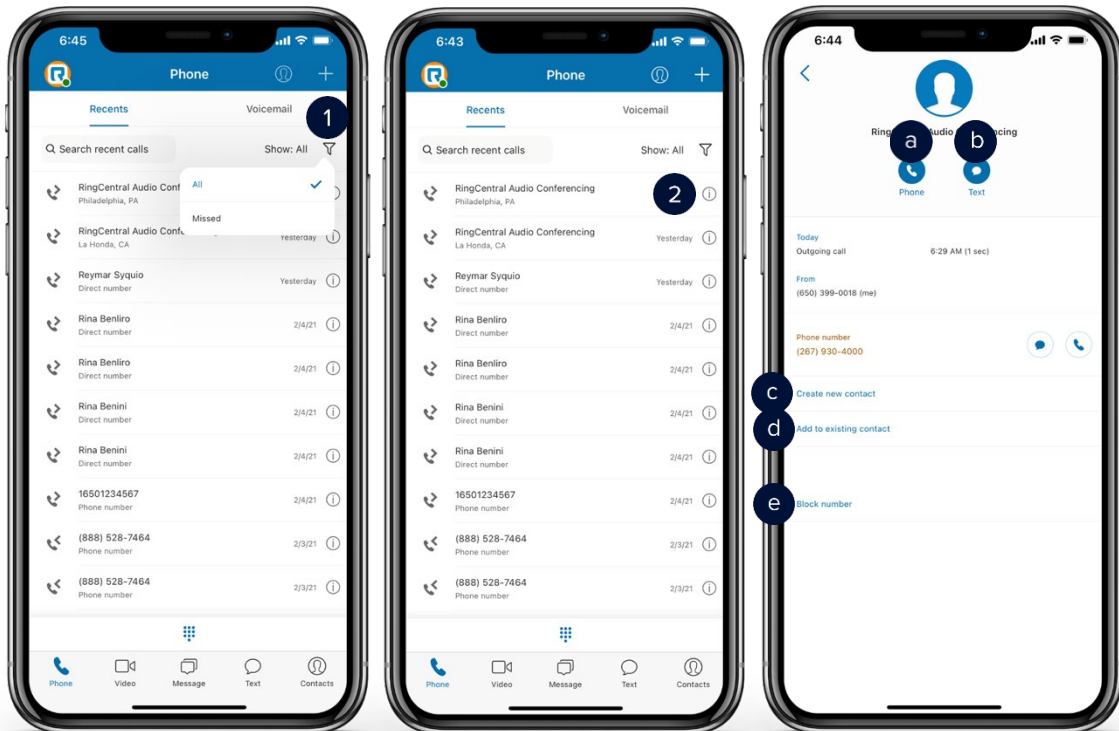 6:45
Phone
Recents Voicemail
1
Search recent calls Show: All
All
Missed
RingCentral Audio Conf
Philadelphia, PA
RingCentral Audio
La Honda, CA Yesterday
Reymar Syquio
Direct number Yesterday
Rina Benliro
Direct number 2/4/21
Rina Benliro
Direct number 2/4/21
Rina Benini
Direct number 2/4/21
Rina Benini
Direct number 2/4/21
16501234567
Phone number 2/4/21
(888) 528-7464
Phone number 2/3/21
(888) 528-7464
Phone number 2/3/21
Phone Video Message Text Contacts
6:43
Phone
Recents Voicemail
Search recent calls Show: All
RingCentral Audio Conferencing
Philadelphia, PA
2
RingCentral Audio Conferencing
La Honda, CA Yesterday
Reymar Syquio
Direct number Yesterday
Rina Benliro
Direct number 2/4/21
Rina Benliro
Direct number 2/4/21
Rina Benini
Direct number 2/4/21
Rina Benini
Direct number 2/4/21
16501234567
Phone number 2/4/21
(888) 528-7464
Phone number 2/3/21
(888) 528-7464
Phone number 2/3/21
Phone Video Message Text Contacts
6:44
Audio
a b
Phone Text
Today
Outgoing call 6:29 AM (1 sec)
From
(650) 399-0018 (me)
Phone number
(267) 930-4000
c Create new contact
d Add to existing contact
e Block number